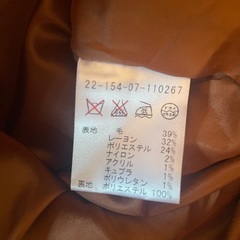 22-154-07-110267
表地 毛 39%
レーヨン 32%
ポリエステル 24%
ナイロン 2%
アクリル 1%
キュプラ 1%
ポリウレタン 1%
裏地 ポリエステル 100%